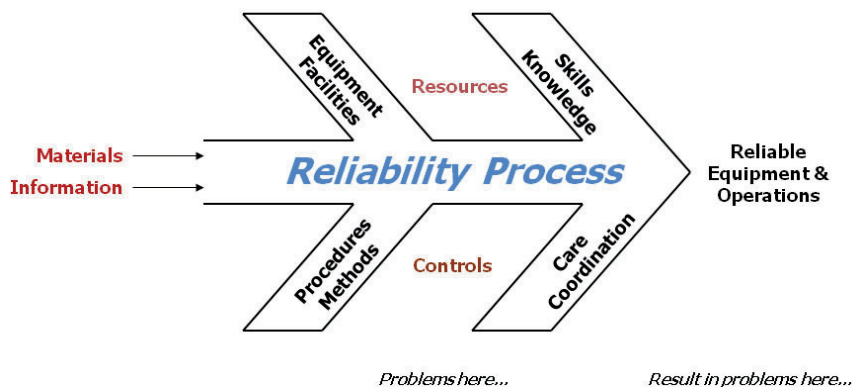 Equipment
Facilities
Resources
Skills
Knowledge
Materials
Information
Reliability Process
Reliable
Equipment &
Operations
Procedures
Methods
Controls
Care
Coordination
Problems here...
Result in problems here...